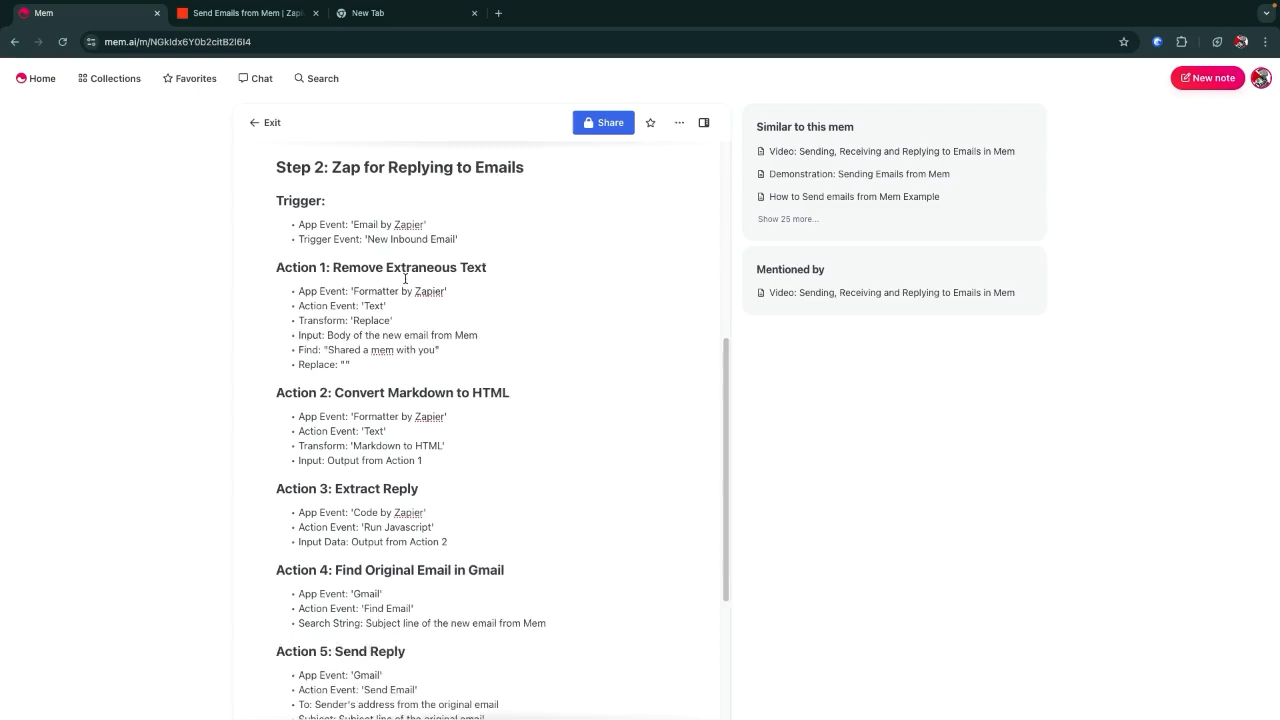 Mem
Send Emails from Mem | Zapi
New Tab
mem.ai/m/NGkIdx6Y0b2citB2l6I4
Home
Collections
Favorites
Chat
Search
New note
Exit
Share
Step 2: Zap for Replying to Emails
Trigger:
• App Event: 'Email by Zapier'
• Trigger Event: 'New Inbound Email'
Action 1: Remove Extraneous Text
• App Event: 'Formatter by Zapier'
• Action Event: 'Text'
• Transform: 'Replace'
• Input: Body of the new email from Mem
• Find: "Shared a mem with you"
• Replace: ""
Action 2: Convert Markdown to HTML
• App Event: 'Formatter by Zapier'
• Action Event: 'Text'
• Transform: 'Markdown to HTML'
• Input: Output from Action 1
Action 3: Extract Reply
• App Event: 'Code by Zapier'
• Action Event: 'Run Javascript'
• Input Data: Output from Action 2
Action 4: Find Original Email in Gmail
• App Event: 'Gmail'
• Action Event: 'Find Email'
• Search String: Subject line of the new email from Mem
Action 5: Send Reply
• App Event: 'Gmail'
• Action Event: 'Send Email'
• To: Sender's address from the original email
• Subject: Subject line of the original email
Similar to this mem
Video: Sending, Receiving and Replying to Emails in Mem
Demonstration: Sending Emails from Mem
How to Send emails from Mem Example
Show 25 more...
Mentioned by
Video: Sending, Receiving and Replying to Emails in Mem